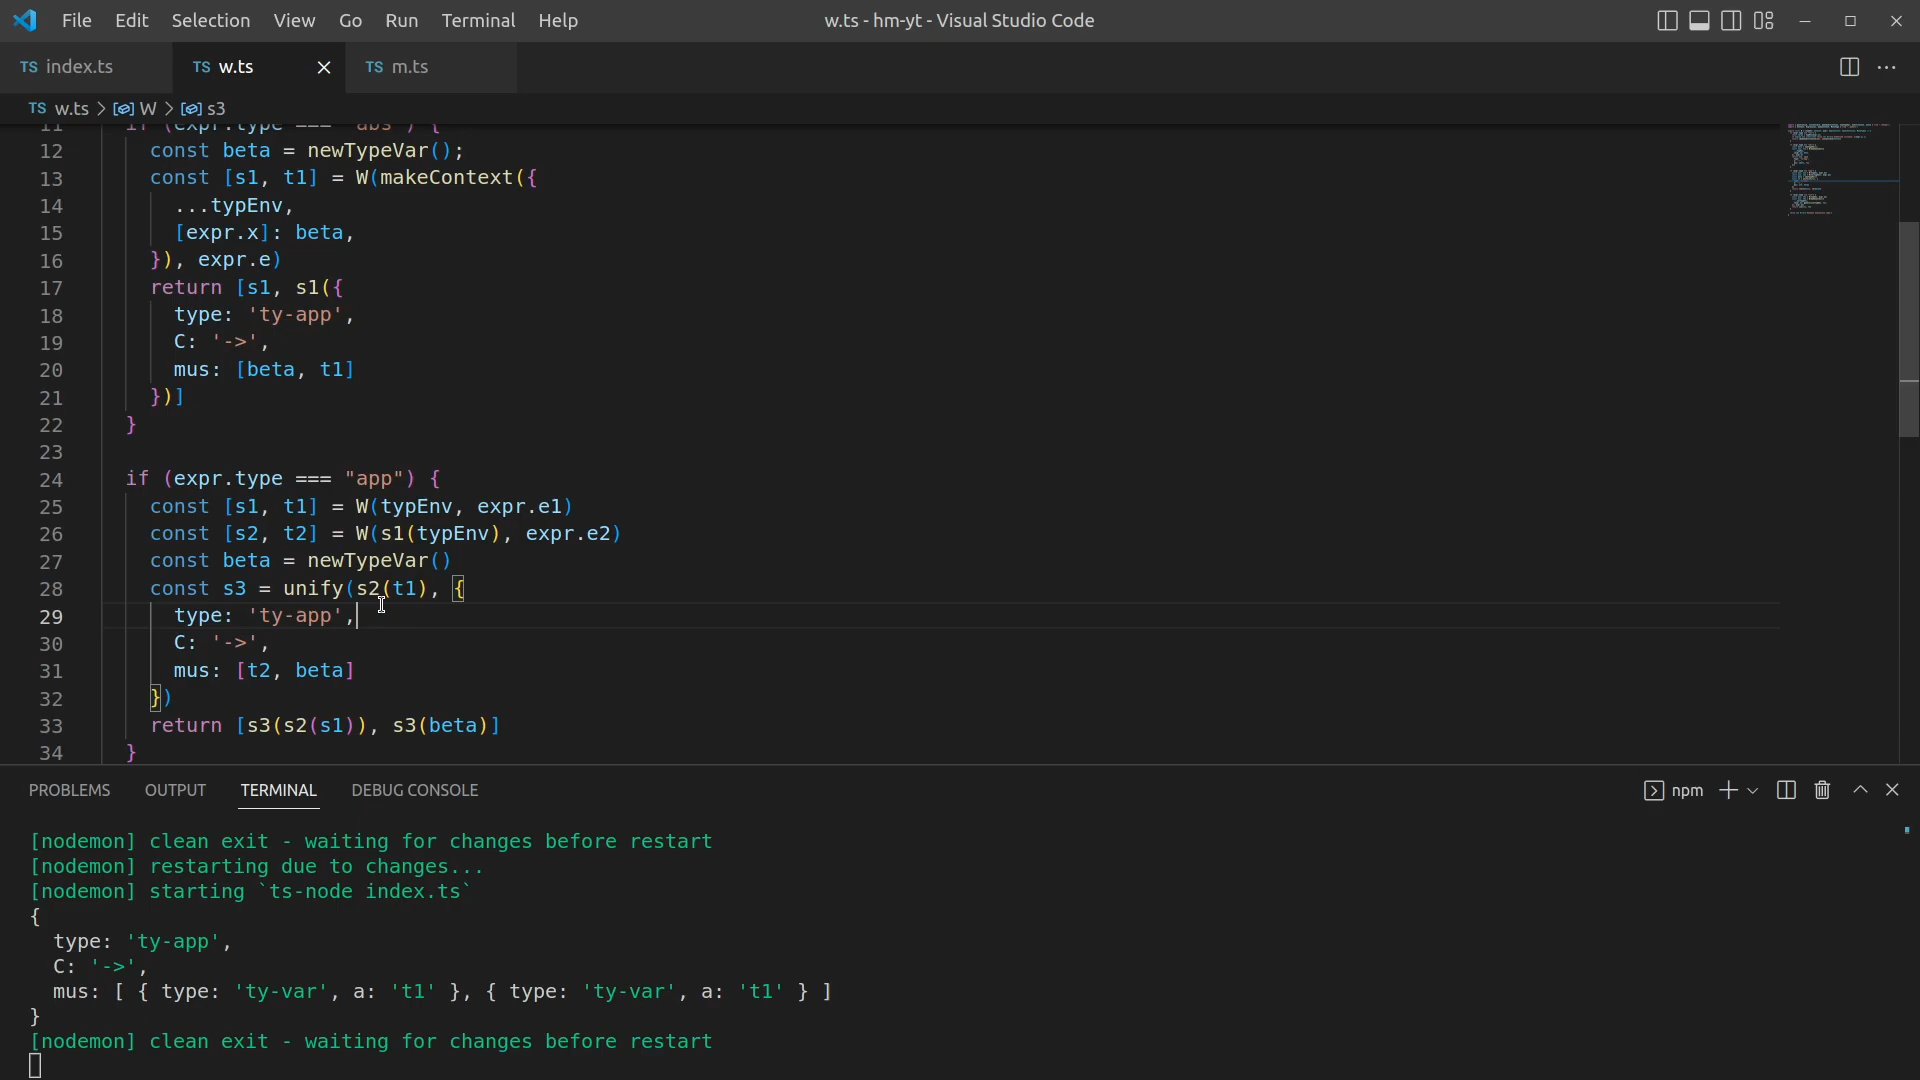 File Edit Selection View Go Run Terminal Help w.ts - hm-yt - Visual Studio Code
TS index.ts TS w.ts TS m.ts
TS w.ts > W > s3
11 if (expr.type === "abs") {
12 const beta = newTypeVar();
13 const [s1, t1] = W(makeContext({
14 ...typEnv,
15 [expr.x]: beta,
16 }), expr.e)
17 return [s1, s1({
18 type: 'ty-app',
19 C: '->',
20 mus: [beta, t1]
21 })]
22 }
23
24 if (expr.type === "app") {
25 const [s1, t1] = W(typEnv, expr.e1)
26 const [s2, t2] = W(s1(typEnv), expr.e2)
27 const beta = newTypeVar()
28 const s3 = unify(s2(t1), {
29 type: 'ty-app',
30 C: '->',
31 mus: [t2, beta]
32 })
33 return [s3(s2(s1)), s3(beta)]
34 }
PROBLEMS OUTPUT TERMINAL DEBUG CONSOLE npm
[nodemon] clean exit - waiting for changes before restart
[nodemon] restarting due to changes...
[nodemon] starting `ts-node index.ts`
{
type: 'ty-app',
C: '->',
mus: [ { type: 'ty-var', a: 't1' }, { type: 'ty-var', a: 't1' } ]
}
[nodemon] clean exit - waiting for changes before restart